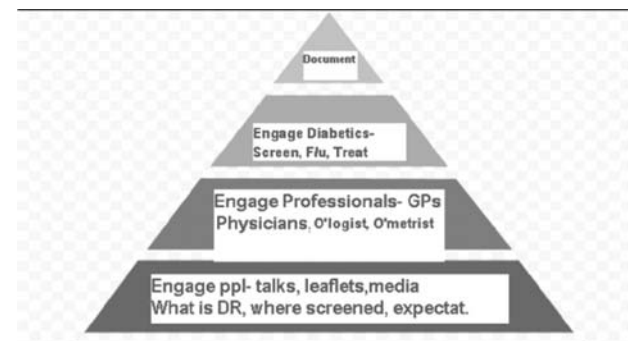 Document
Engage Diabetics-
Screen, F/u, Treat
Engage Professionals- GPs
Physicians, O'logist, O'metrist
Engage ppl- talks, leaflets,media
What is DR, where screened, expectat.